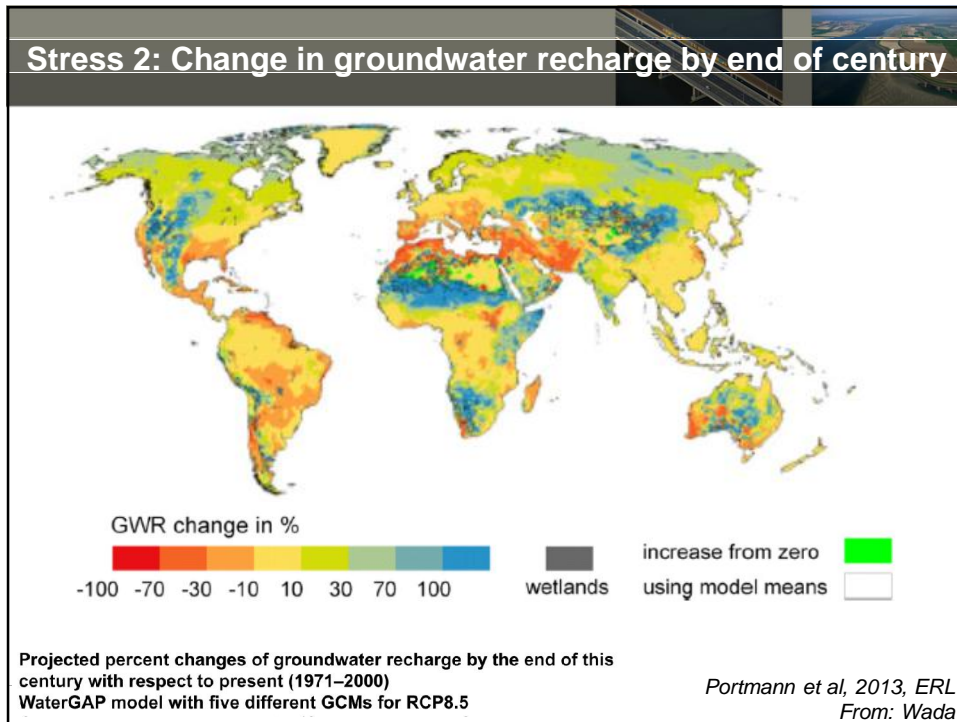 Stress 2: Change in groundwater recharge by end of century
GWR change in %
-100 -70 -30 -10 10 30 70 100
wetlands
increase from zero
using model means
Projected percent changes of groundwater recharge by the end of this
century with respect to present (1971–2000)
WaterGAP model with five different GCMs for RCP8.5
Portmann et al, 2013, ERL
From: Wada